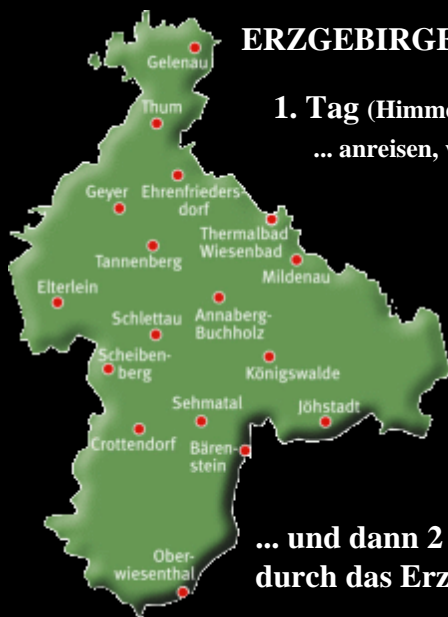 ERZGEBIRGE
1. Tag (Himme
... anreisen, v
Gelenau
Thum
Geyer
Ehrenfrieders-
dorf
Thermalbad
Wiesenbad
Tannenberg
Mildenau
Elterlein
Annaberg-
Buchholz
Schlettau
Scheiben-
berg
Königswalde
Sehmatal
Jöhstadt
Crottendorf
Bären-
stein
Ober-
wiesenthal
... und dann 2
durch das Erz